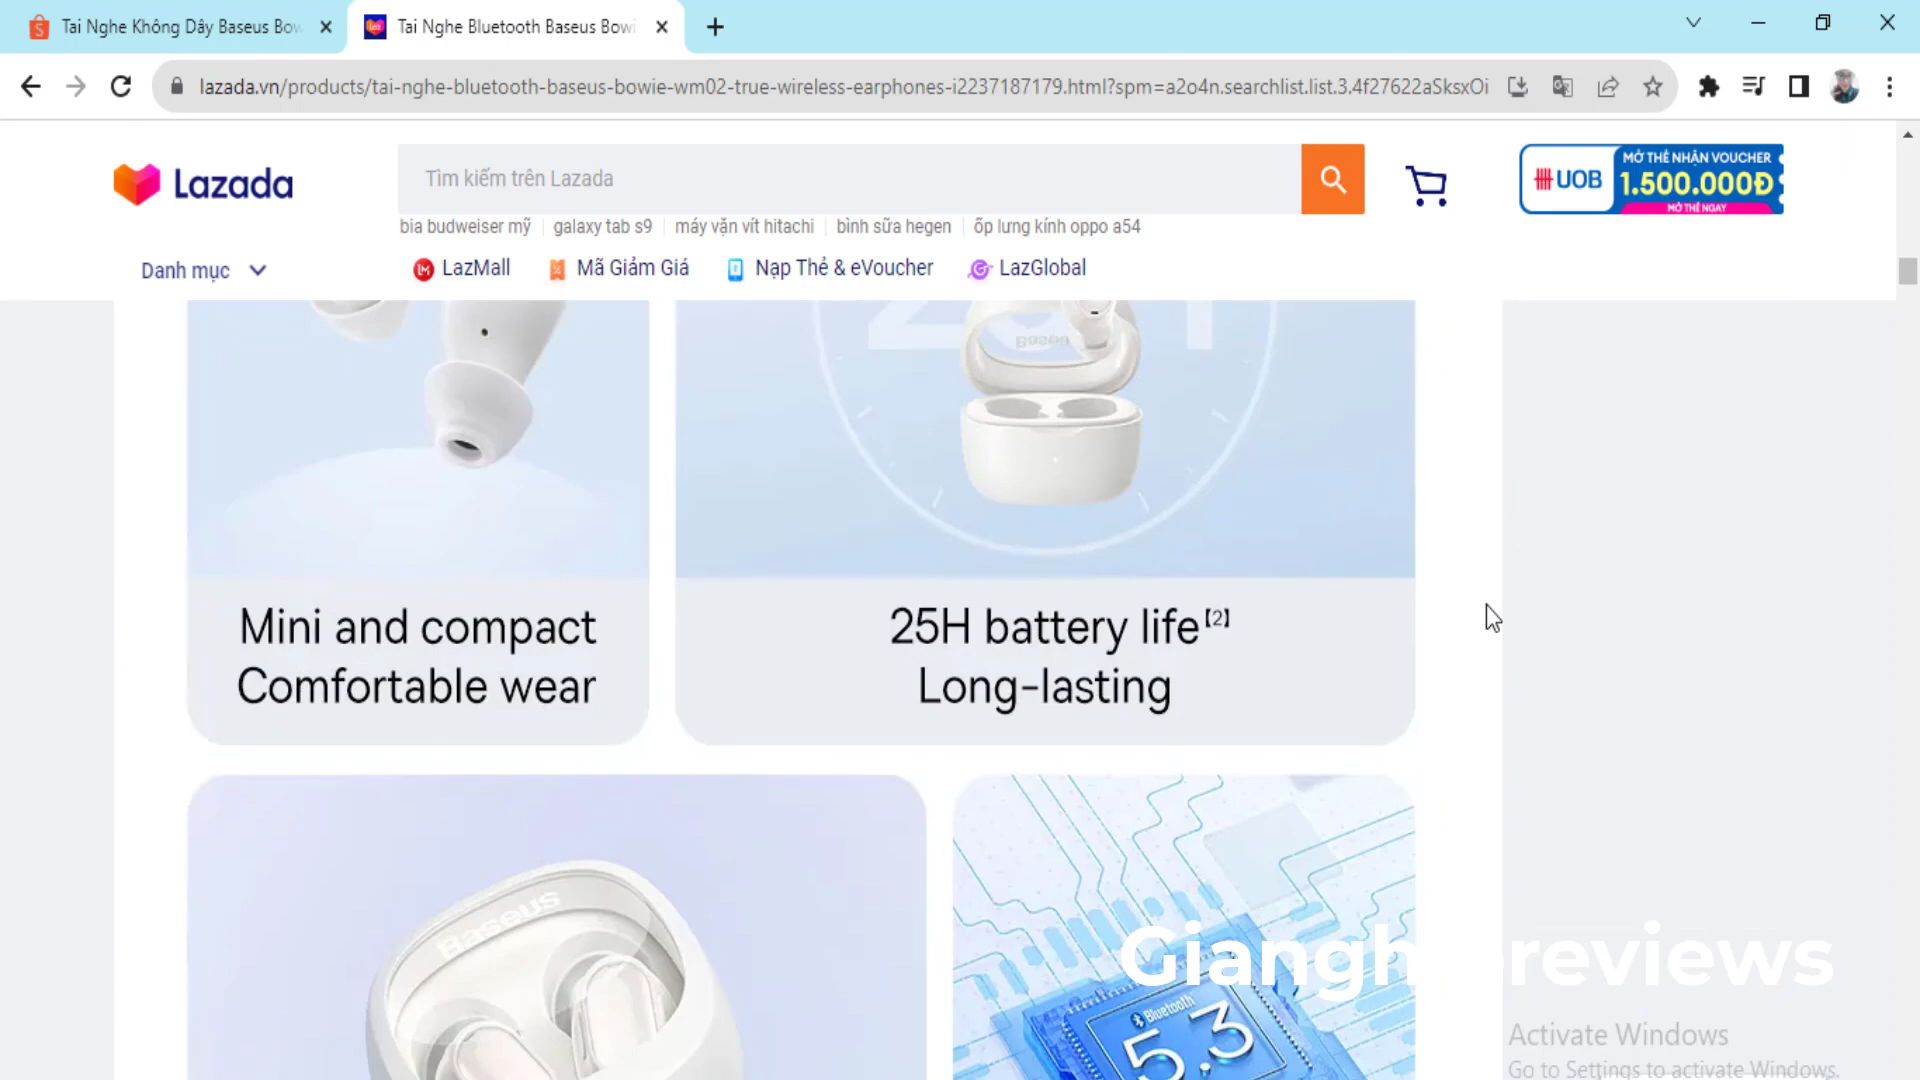 Tai Nghe Không Dây Baseus Bow
Tai Nghe Bluetooth Baseus Bowi
lazada.vn/products/tai-nghe-bluetooth-baseus-bowie-wm02-true-wireless-earphones-i2237187179.html?spm=a2o4n.searchlist.list.3.4f27622aSksxOi
Lazada
Tìm kiếm trên Lazada
UOB
MỞ THẺ NHẬN VOUCHER
1.500.000Đ
MỞ THẺ NGAY
bia budweiser mỹ
galaxy tab s9
máy vặn vít hitachi
bình sữa hegen
ốp lưng kính oppo a54
Danh mục
LazMall
Mã Giảm Giá
Nạp Thẻ & eVoucher
LazGlobal
Mini and compact
Comfortable wear
25H battery life【2】
Long-lasting
Baseus
Bluetooth
5.3
reviews
Activate Windows
Go to Settings to activate Windows.